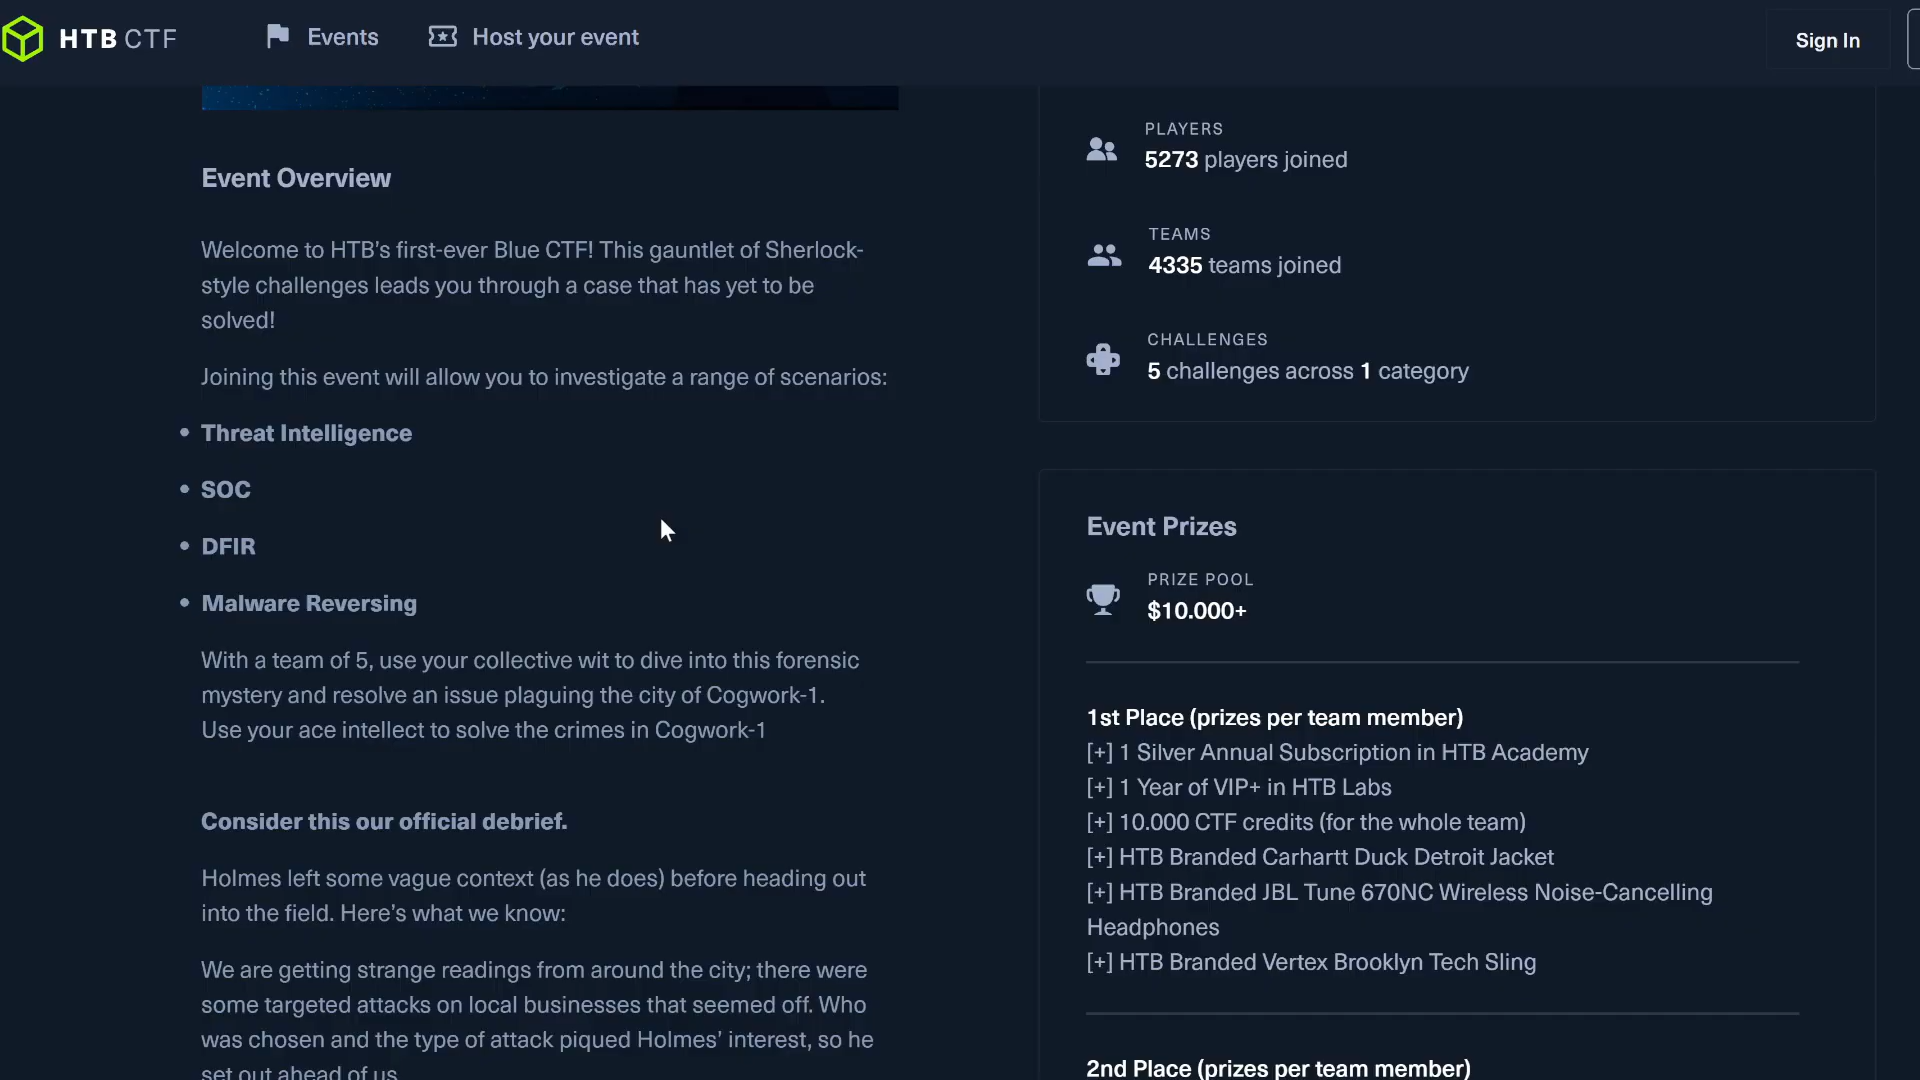 HTB CTF
Events
Host your event
Sign In
Event Overview
Welcome to HTB's first-ever Blue CTF! This gauntlet of Sherlock-
style challenges leads you through a case that has yet to be
solved!
Joining this event will allow you to investigate a range of scenarios:
• Threat Intelligence
• SOC
• DFIR
• Malware Reversing
With a team of 5, use your collective wit to dive into this forensic
mystery and resolve an issue plaguing the city of Cogwork-1.
Use your ace intellect to solve the crimes in Cogwork-1
Consider this our official debrief.
Holmes left some vague context (as he does) before heading out
into the field. Here's what we know:
We are getting strange readings from around the city; there were
some targeted attacks on local businesses that seemed off. Who
was chosen and the type of attack piqued Holmes' interest, so he
set out ahead of us.
PLAYERS
5273 players joined
TEAMS
4335 teams joined
CHALLENGES
5 challenges across 1 category
Event Prizes
PRIZE POOL
$10.000+
1st Place (prizes per team member)
[+] 1 Silver Annual Subscription in HTB Academy
[+] 1 Year of VIP+ in HTB Labs
[+] 10.000 CTF credits (for the whole team)
[+] HTB Branded Carhartt Duck Detroit Jacket
[+] HTB Branded JBL Tune 670NC Wireless Noise-Cancelling
Headphones
[+] HTB Branded Vertex Brooklyn Tech Sling
2nd Place (prizes per team member)